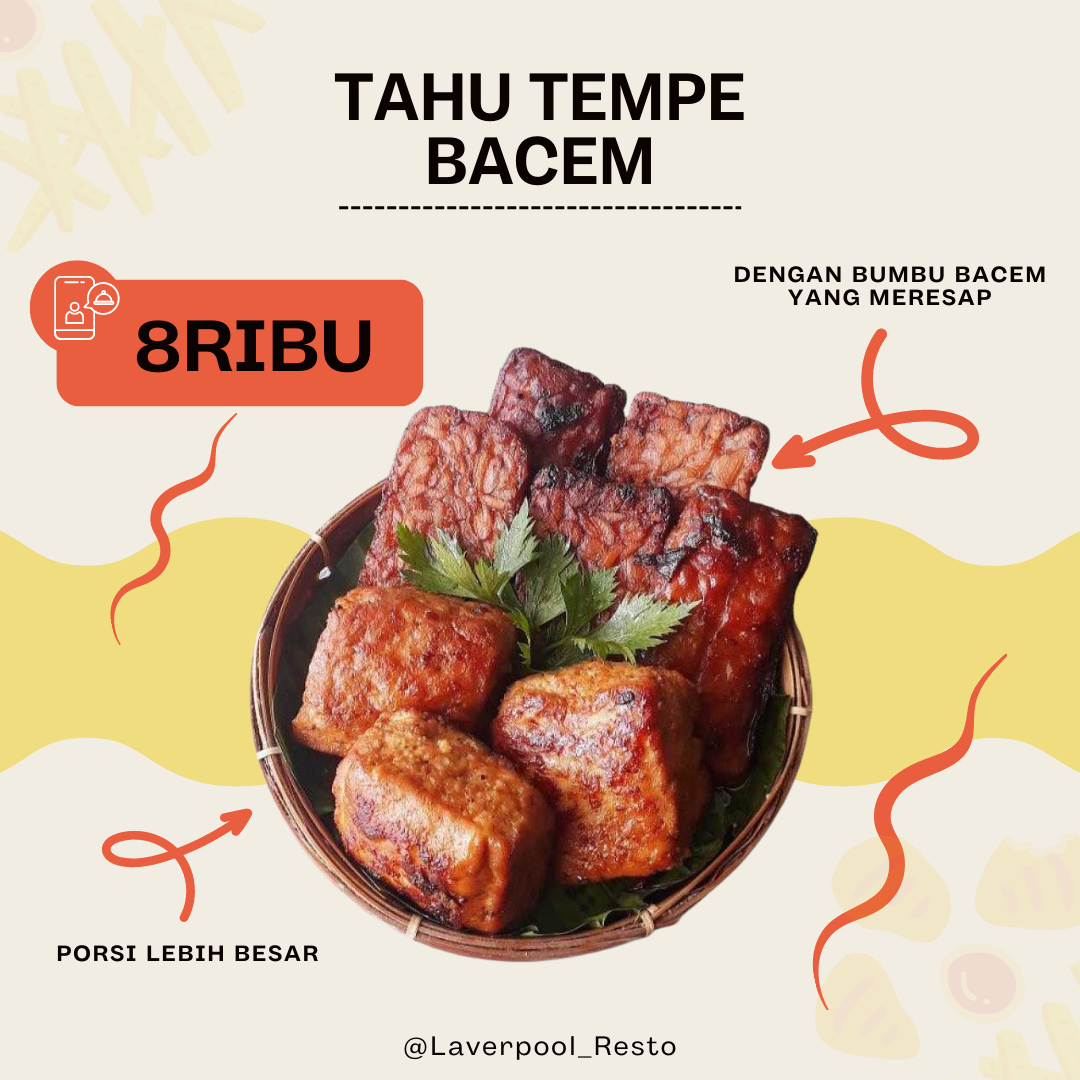 TAHU TEMPE
BACEM
8RIBU
DENGAN BUMBU BACEM
YANG MERESAP
PORSI LEBIH BESAR
@Laverpool_Resto